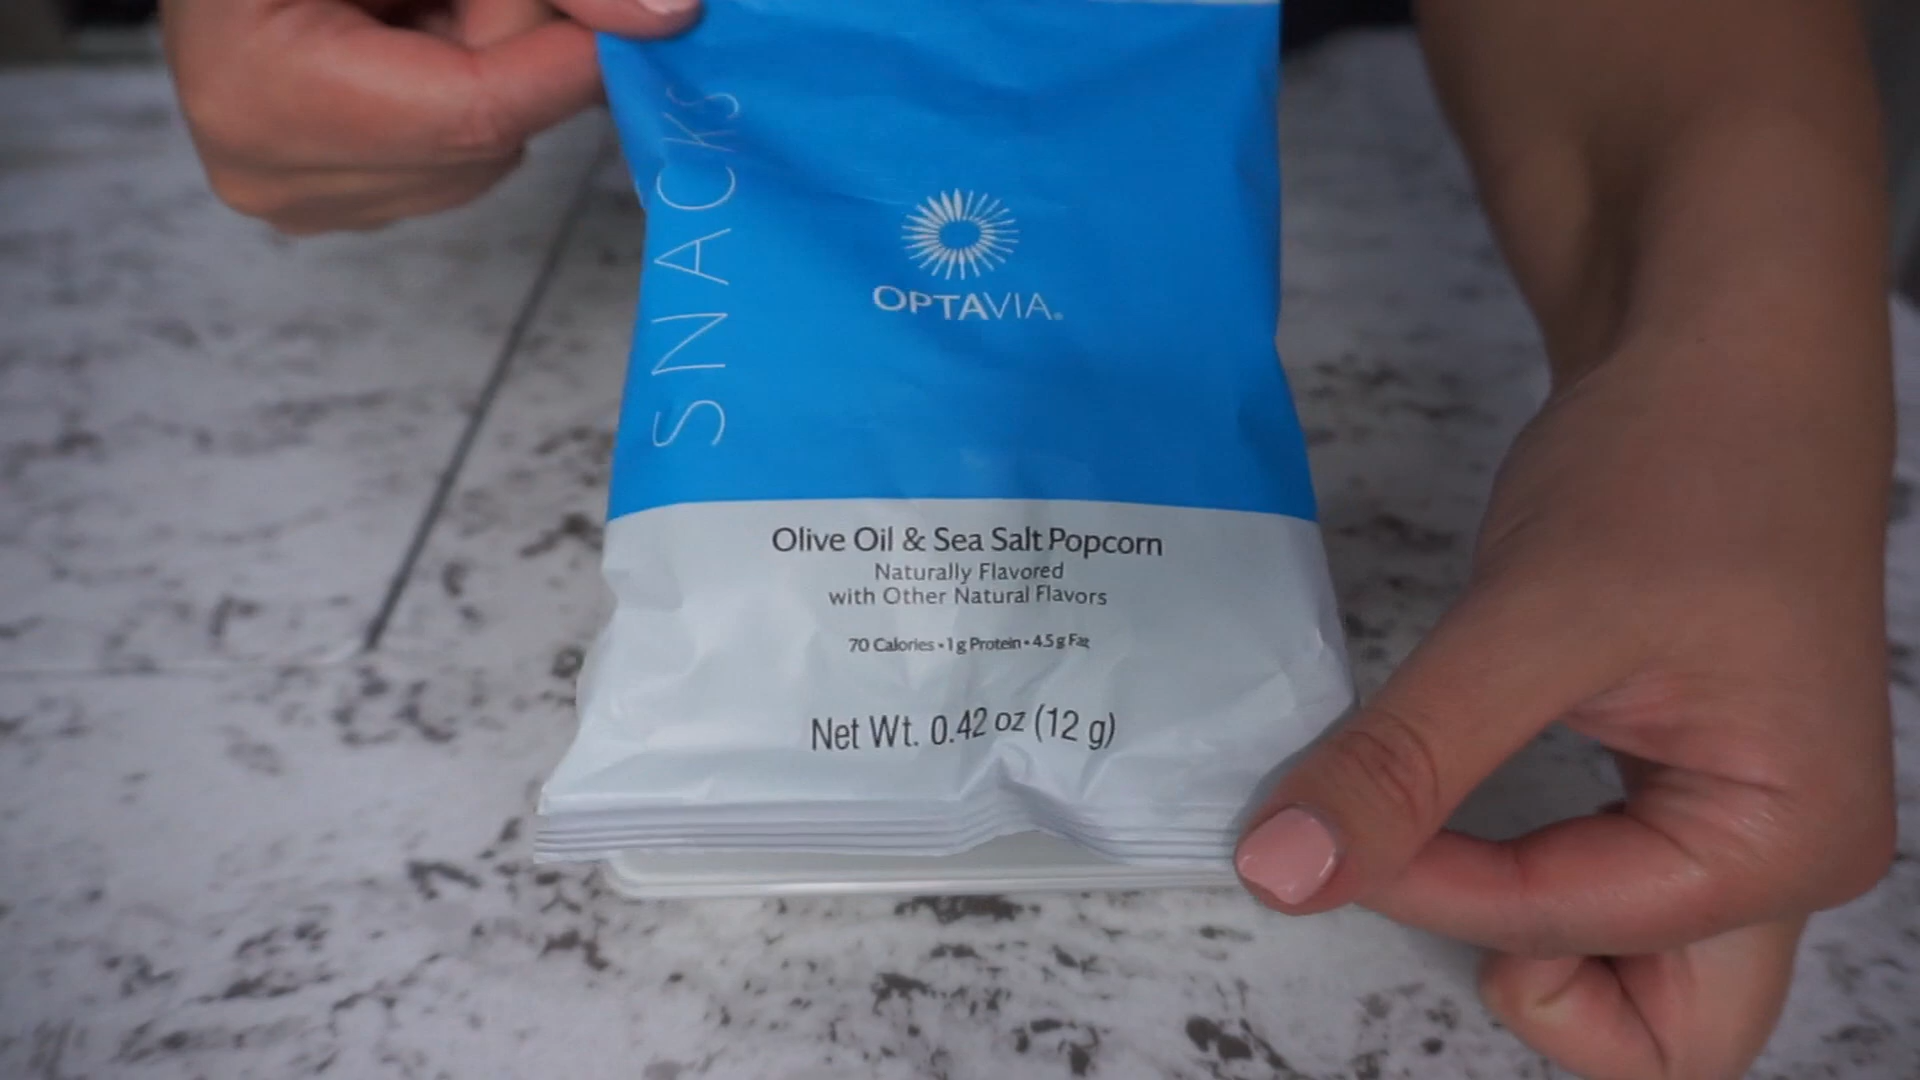 SNACKS
OPTAVIA®
Olive Oil & Sea Salt Popcorn
Naturally Flavored
with Other Natural Flavors
70 Calories • 1 g Protein • 4.5 g Fat
Net Wt. 0.42 oz (12 g)